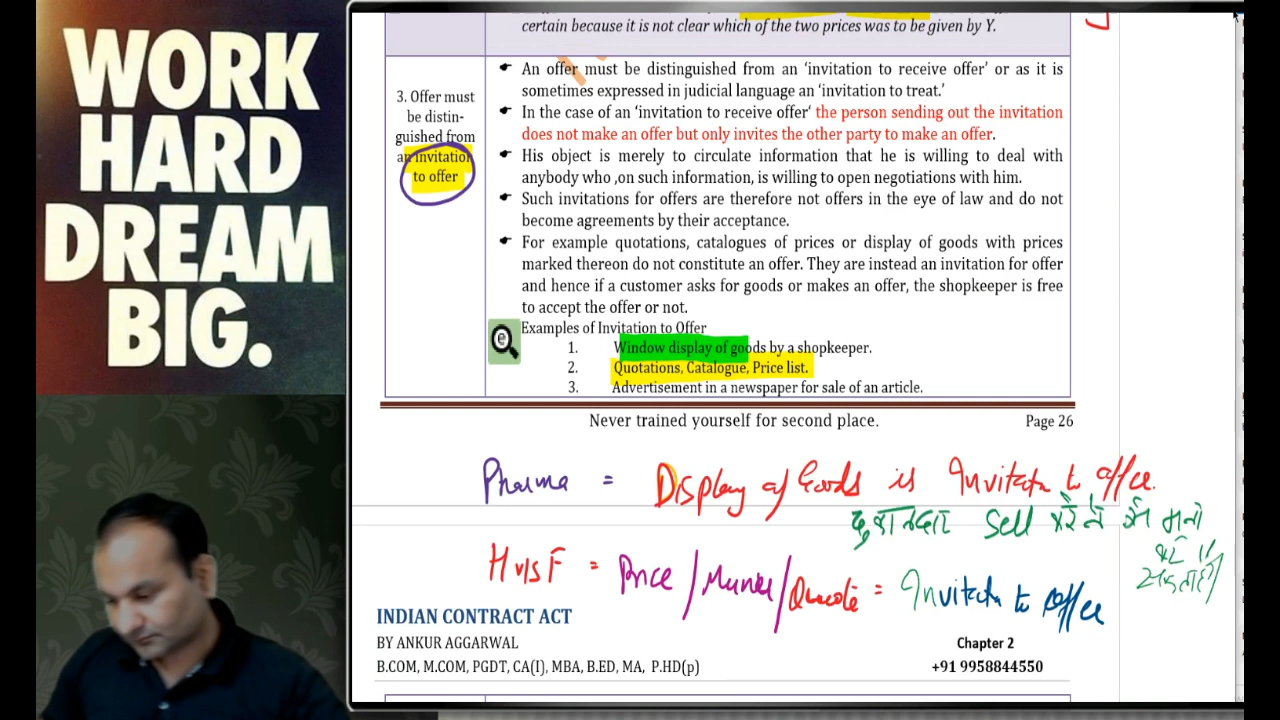 WORK
HARD
DREAM
BIG.
certain because it is not clear which of the two prices was to be given by Y.
3. Offer must
be distin-
guished from
an invitation
to offer
An offer must be distinguished from an ‘invitation to receive offer’ or as it is
sometimes expressed in judicial language an ‘invitation to treat.’
In the case of an ‘invitation to receive offer‘ the person sending out the invitation
does not make an offer but only invites the other party to make an offer.
His object is merely to circulate information that he is willing to deal with
anybody who ,on such information, is willing to open negotiations with him.
Such invitations for offers are therefore not offers in the eye of law and do not
become agreements by their acceptance.
For example quotations, catalogues of prices or display of goods with prices
marked thereon do not constitute an offer. They are instead an invitation for offer
and hence if a customer asks for goods or makes an offer, the shopkeeper is free
to accept the offer or not.
Examples of Invitation to Offer
1. Window display of goods by a shopkeeper.
2. Quotations, Catalogue, Price list.
3. Advertisement in a newspaper for sale of an article.
Never trained yourself for second place. Page 26
Pharma = Display of Goods is Invitatn to offer.
दुकानदार Sell करने से मना
H v/s F = Price / / Quote = Invitatn to offer
INDIAN CONTRACT ACT
BY ANKUR AGGARWAL Chapter 2
B.COM, M.COM, PGDT, CA(I), MBA, B.ED, MA, P.HD(p) +91 9958844550